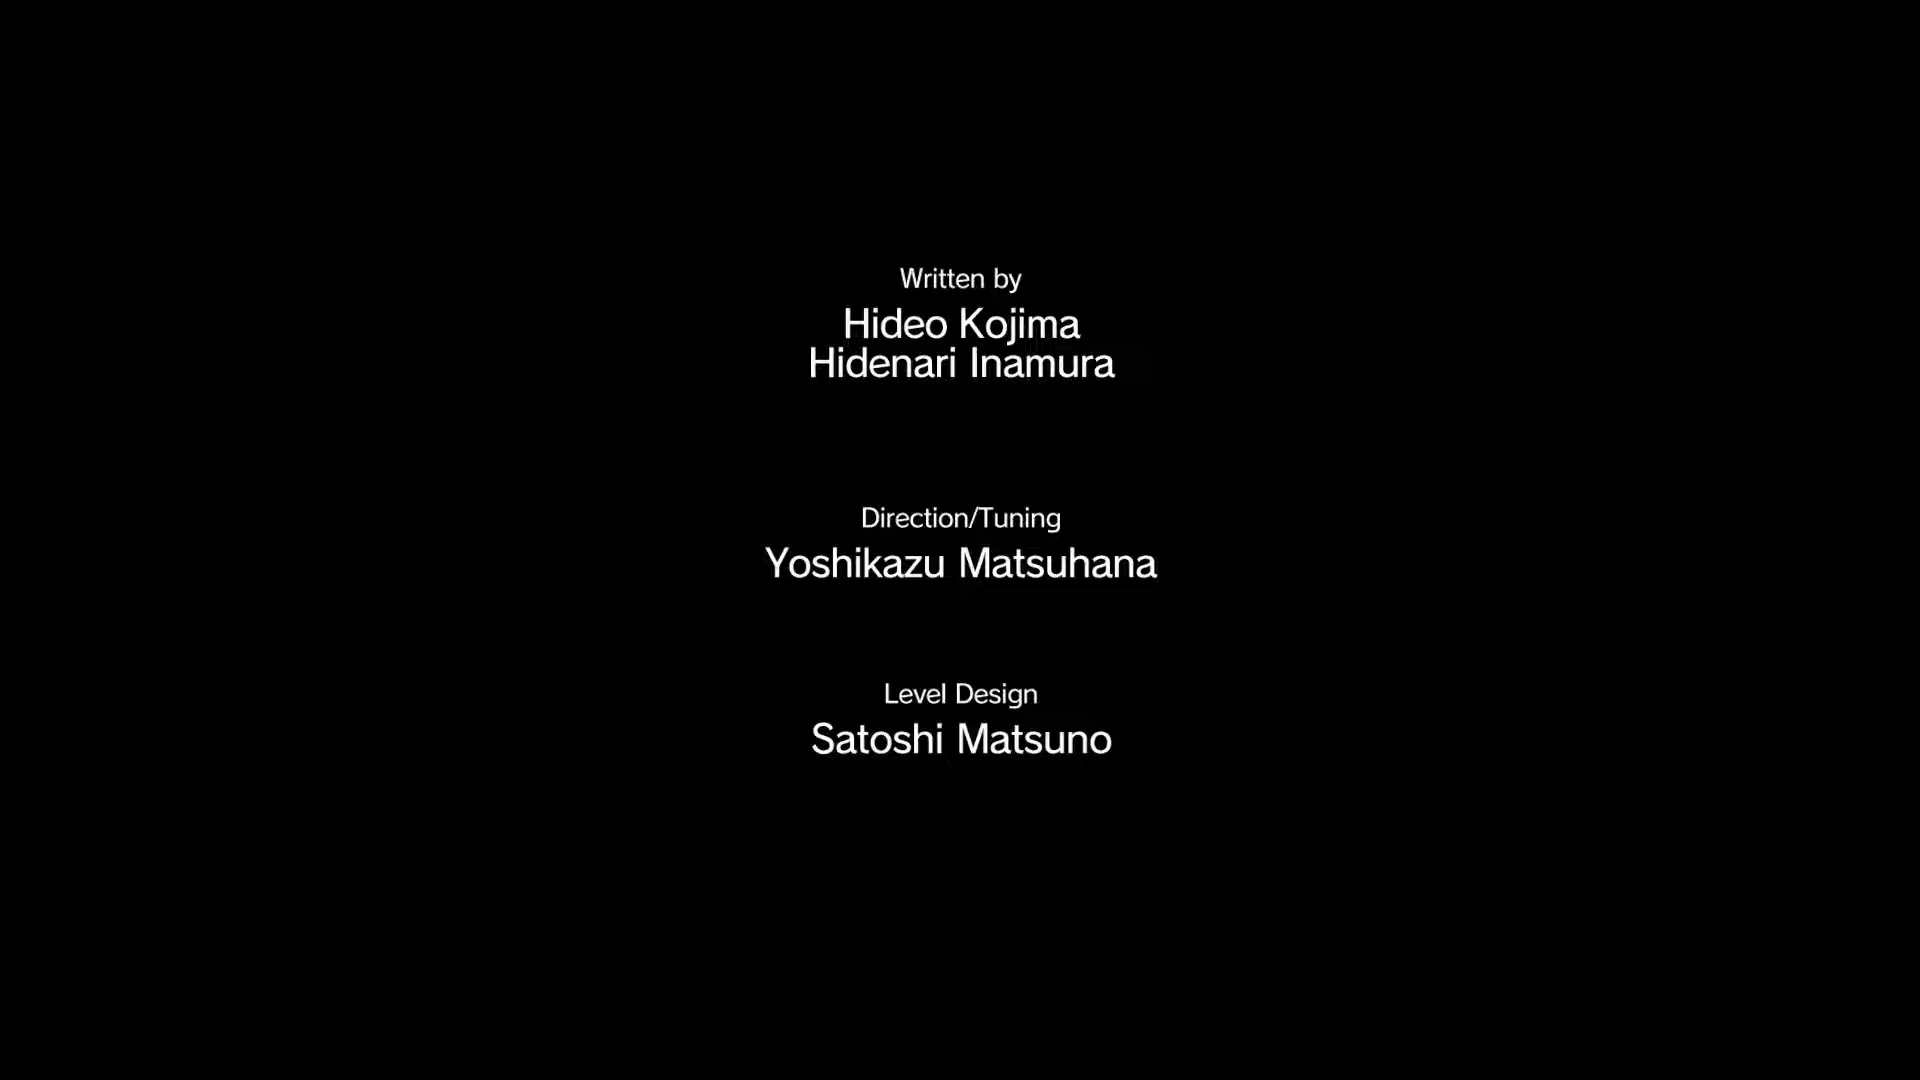 Written by
Hideo Kojima
Hidenari Inamura
Direction/Tuning
Yoshikazu Matsuhana
Level Design
Satoshi Matsuno